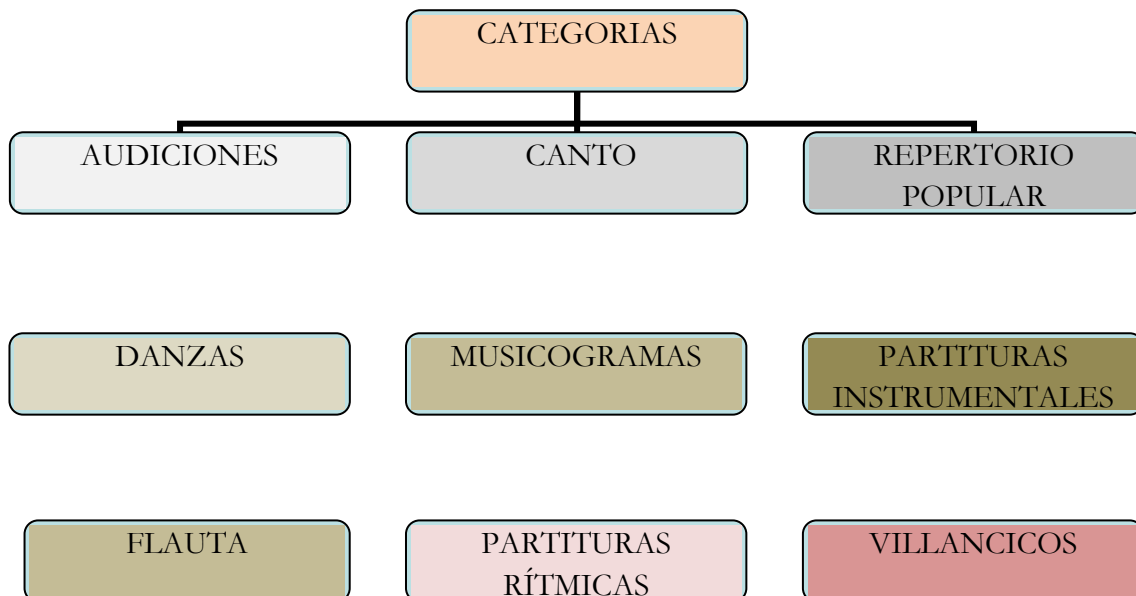 CATEGORIAS
AUDICIONES
CANTO
REPERTORIO
POPULAR
DANZAS
MUSICOGRAMAS
PARTITURAS
INSTRUMENTALES
FLAUTA
PARTITURAS
RÍTMICAS
VILLANCICOS